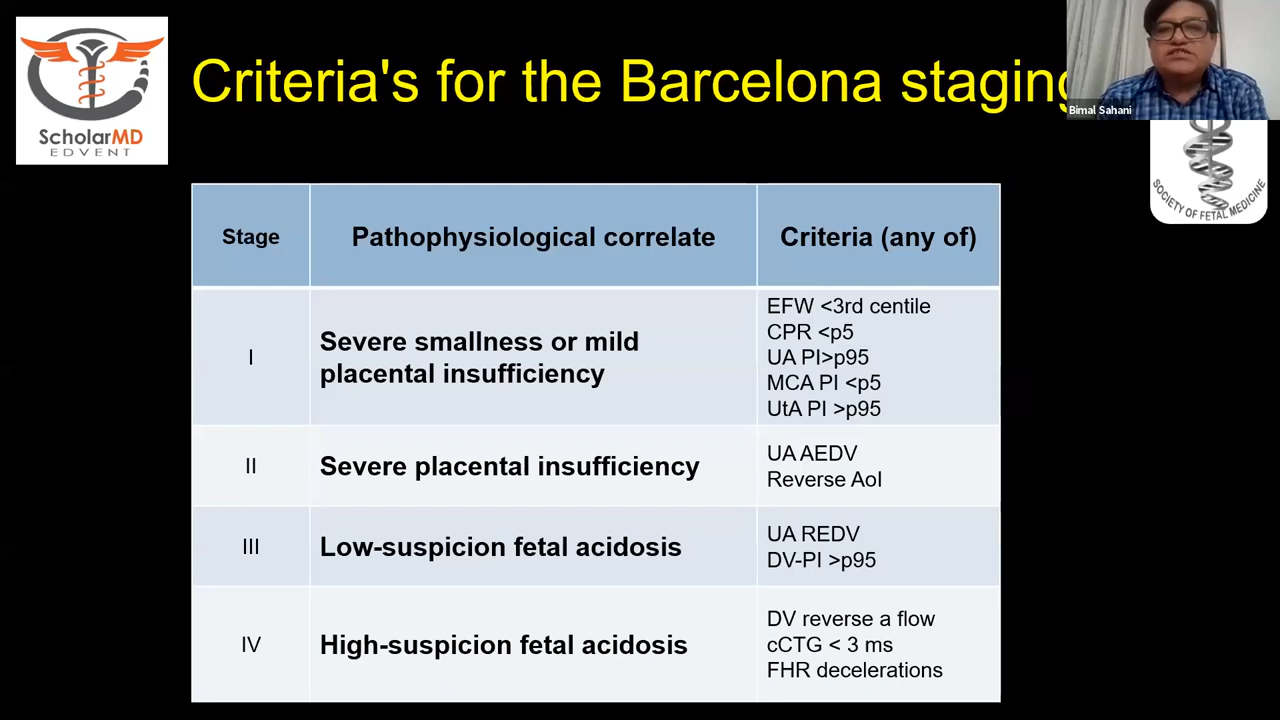 Criteria's for the Barcelona staging
Bimal Sahani
ScholarMD
EDVENT
SOCIETY OF FETAL MEDICINE
Stage
Pathophysiological correlate
Criteria (any of)
I
Severe smallness or mild
placental insufficiency
EFW <3rd centile
CPR <p5
UA PI>p95
MCA PI <p5
UtA PI >p95
II
Severe placental insufficiency
UA AEDV
Reverse AoI
III
Low-suspicion fetal acidosis
UA REDV
DV-PI >p95
IV
High-suspicion fetal acidosis
DV reverse a flow
cCTG < 3 ms
FHR decelerations